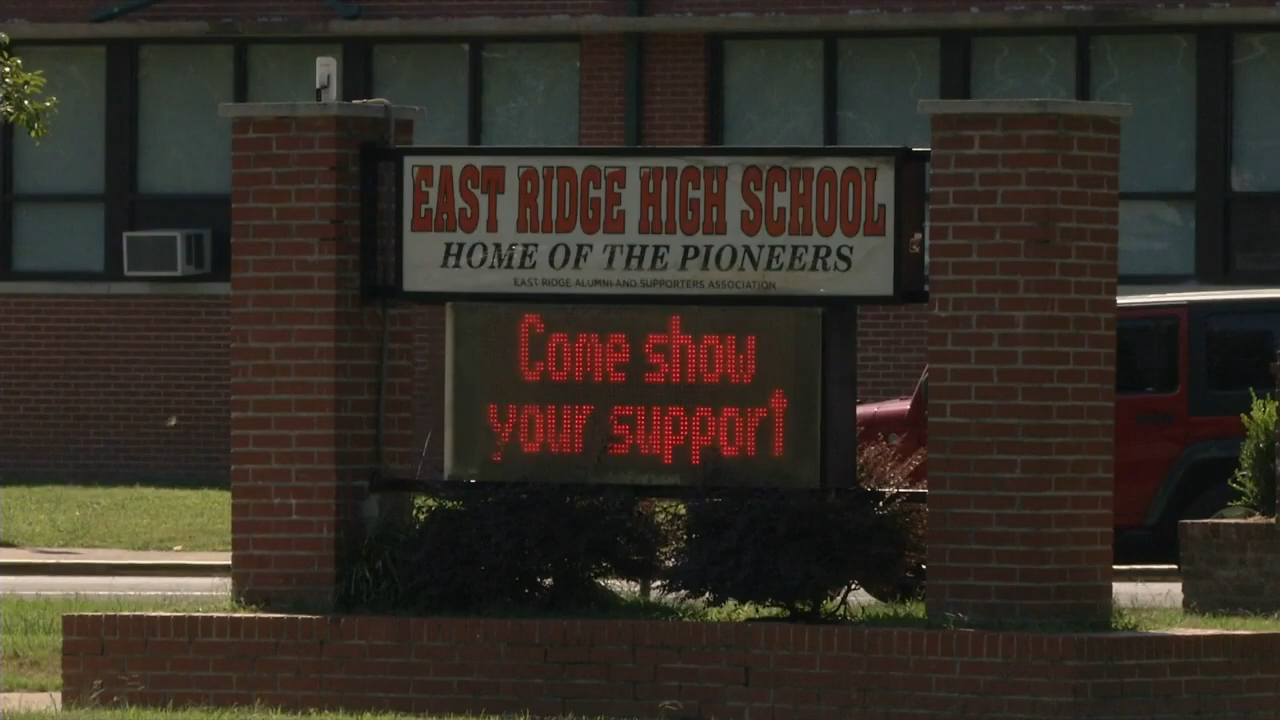 EAST RIDGE HIGH SCHOOL
HOME OF THE PIONEERS
EAST RIDGE ALUMNI AND SUPPORTERS ASSOCIATION
Come show
your support